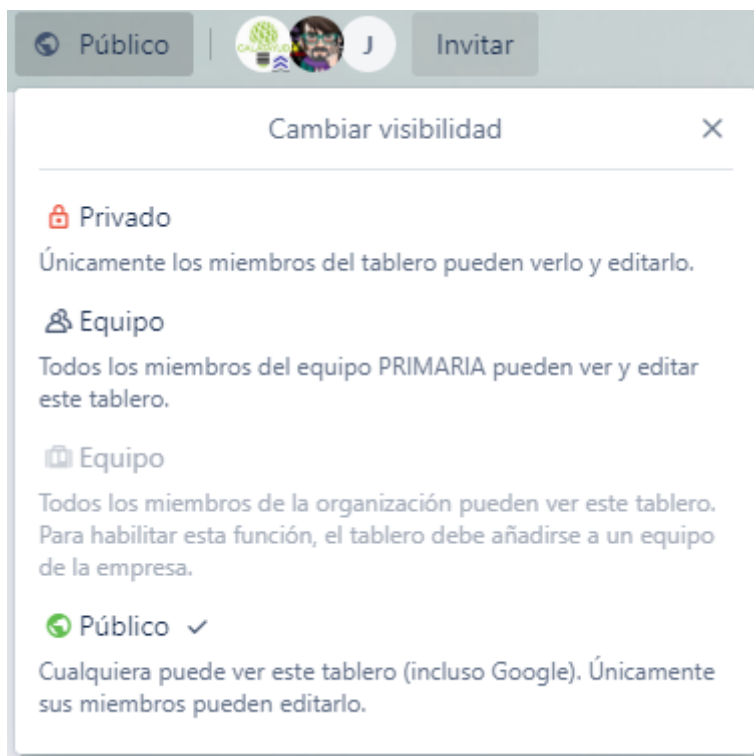 Público
J
Invitar
Cambiar visibilidad
Privado
Únicamente los miembros del tablero pueden verlo y editarlo.
Equipo
Todos los miembros del equipo PRIMARIA pueden ver y editar
este tablero.
Equipo
Todos los miembros de la organización pueden ver este tablero.
Para habilitar esta función, el tablero debe añadirse a un equipo
de la empresa.
Público
Cualquiera puede ver este tablero (incluso Google). Únicamente
sus miembros pueden editarlo.